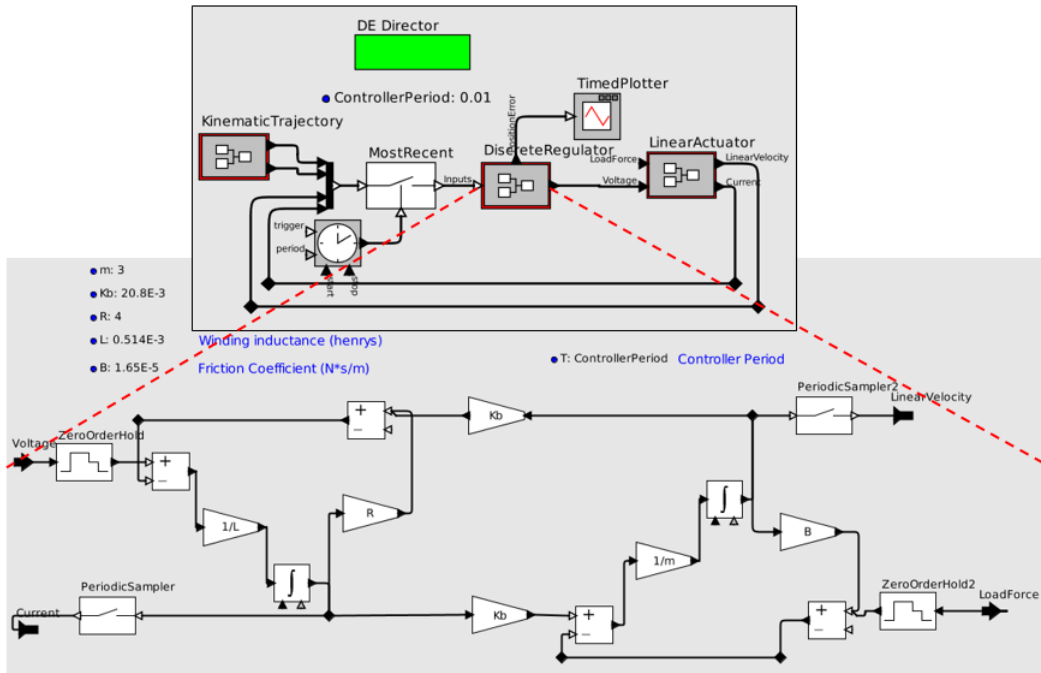 DE Director
ControllerPeriod: 0.01
TimedPlotter
KinematicTrajectory
PositionError
MostRecent
DiscreteRegulator
LinearActuator
LoadForce
LinearVelocity
Inputs
Voltage
Current
trigger
period
start
stop
m: 3
Kb: 20.8E-3
R: 4
L: 0.514E-3
Winding inductance (henrys)
B: 1.65E-5
Friction Coefficient (N*s/m)
T: ControllerPeriod
Controller Period
PeriodicSampler2
LinearVelocity
Kb
+
−
Voltage
ZeroOrderHold
+
−
R
1/L
∫
∫
B
1/m
PeriodicSampler
Current
∫
Kb
+
−
+
−
ZeroOrderHold2
LoadForce